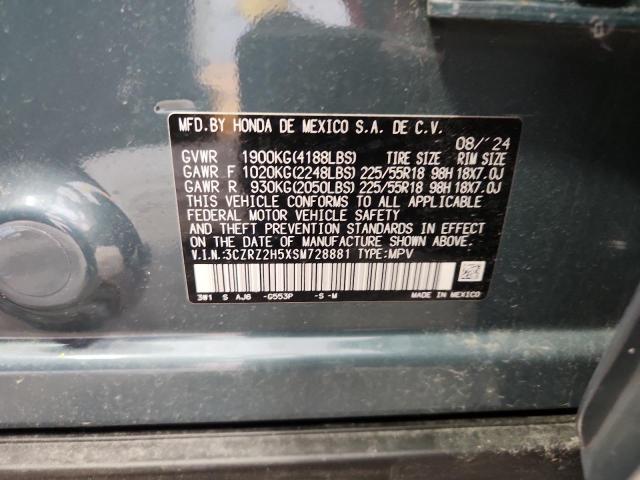 MFD.BY HONDA DE MEXICO S.A. DE C.V.
08/'24
GVWR 1900KG(4188LBS) TIRE SIZE RIM SIZE
GAWR F 1020KG(2248LBS) 225/55R18 98H 18X7.0J
GAWR R 930KG(2050LBS) 225/55R18 98H 18X7.0J
THIS VEHICLE CONFORMS TO ALL APPLICABLE
FEDERAL MOTOR VEHICLE SAFETY
AND THEFT PREVENTION STANDARDS IN EFFECT
ON THE DATE OF MANUFACTURE SHOWN ABOVE.
V.I.N.:3CZRZ2H5XSM728881 TYPE:MPV
3W1 S AJ6 -G553P -S -M MADE IN MEXICO